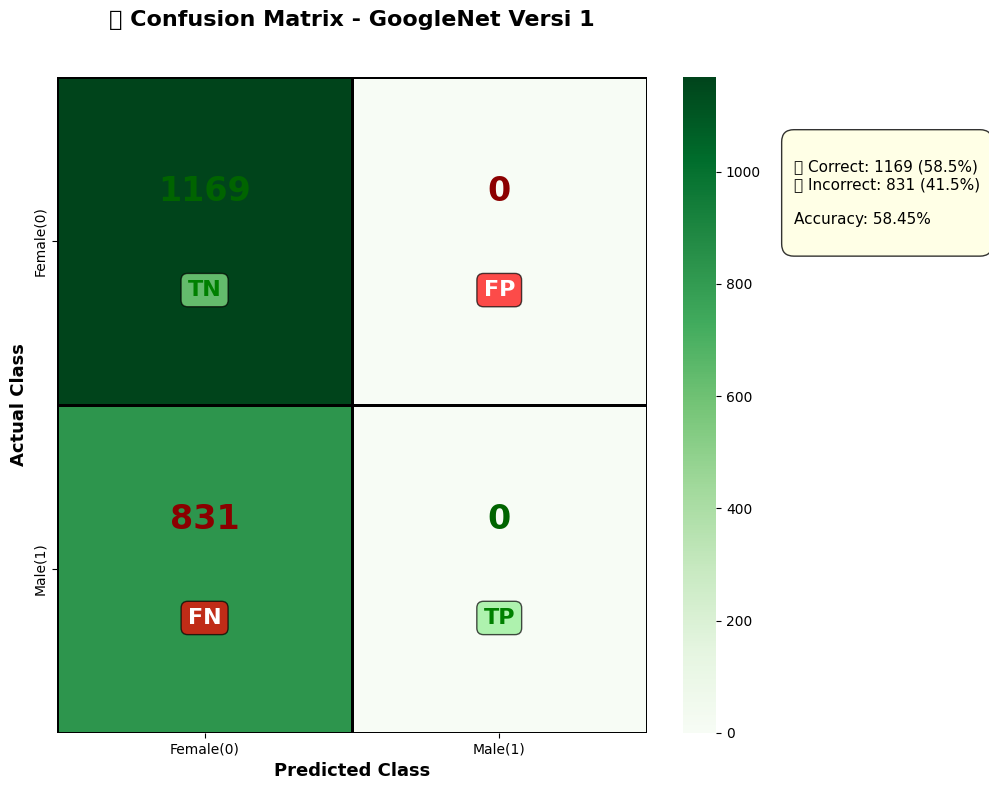 Confusion Matrix - GoogleNet Versi 1
Actual Class
Female(0)
Male(1)
1169
TN
0
FP
831
FN
0
TP
Female(0)
Male(1)
Predicted Class
1000
800
600
400
200
0
Correct: 1169 (58.5%)
Incorrect: 831 (41.5%)
Accuracy: 58.45%